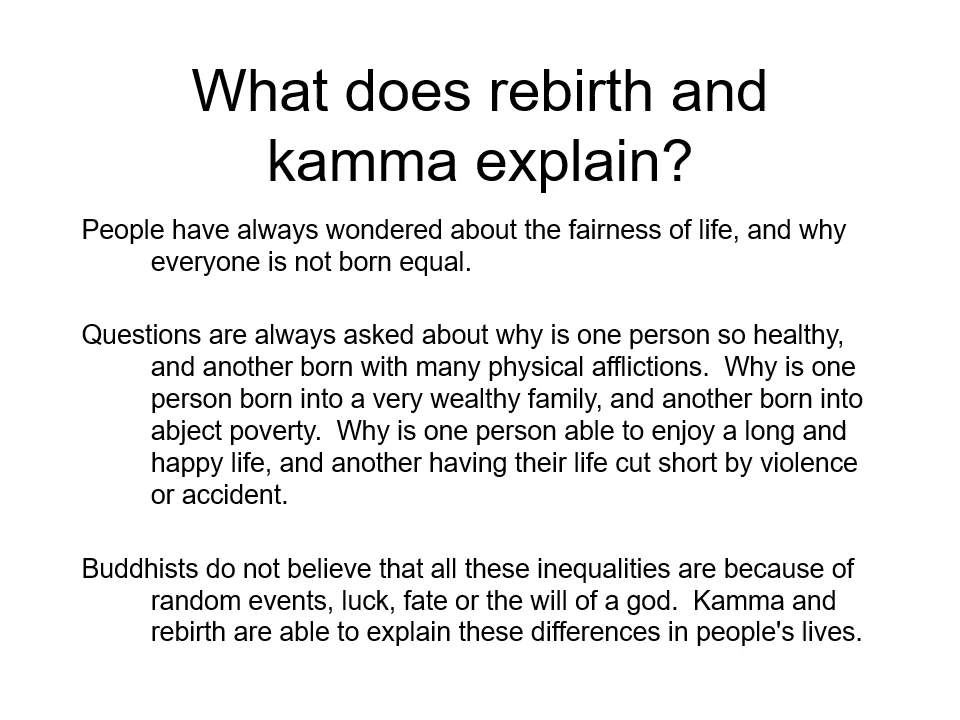 What does rebirth and
kamma explain?
People have always wondered about the fairness of life, and why
everyone is not born equal.
Questions are always asked about why is one person so healthy,
and another born with many physical afflictions.  Why is one
person born into a very wealthy family, and another born into
abject poverty.  Why is one person able to enjoy a long and
happy life, and another having their life cut short by violence
or accident.
Buddhists do not believe that all these inequalities are because of
random events, luck, fate or the will of a god.  Kamma and
rebirth are able to explain these differences in people's lives.